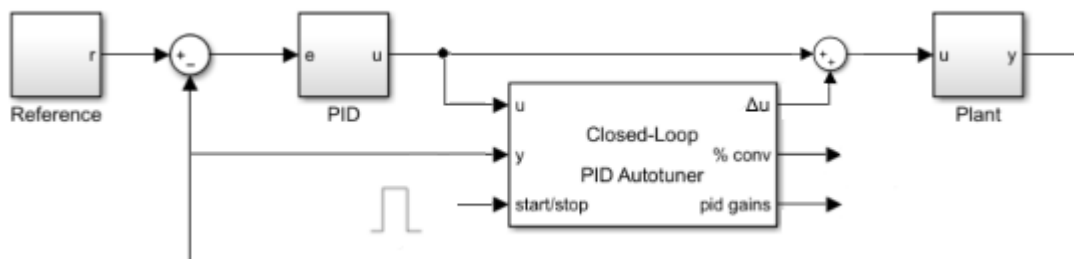 r
Reference
+
−
e
u
PID
+
+
u
y
Plant
u
y
start/stop
Closed-Loop
PID Autotuner
Δu
% conv
pid gains